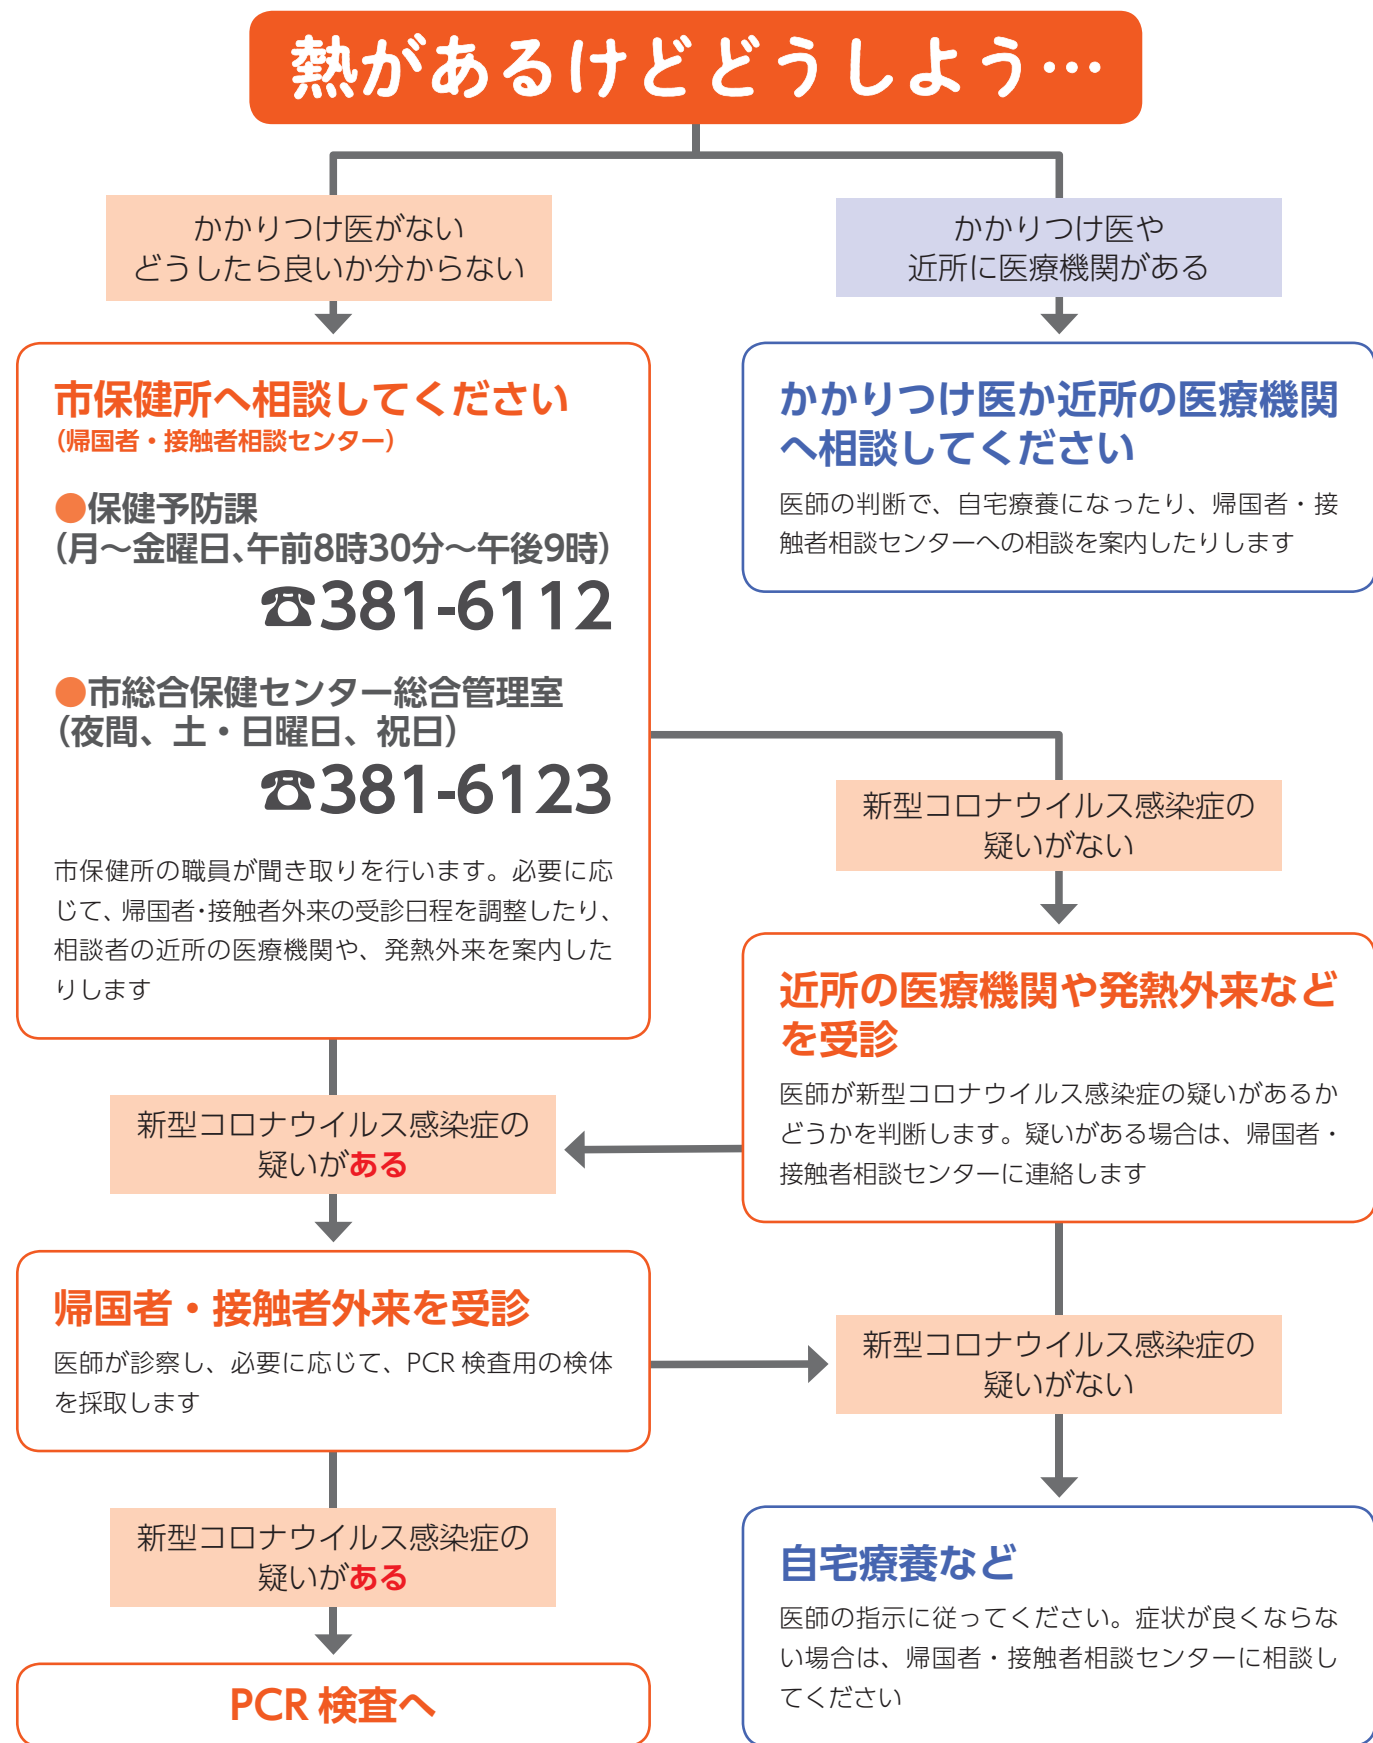 熱があるけどどうしよう…
かかりつけ医がない
どうしたら良いか分からない
かかりつけ医や
近所に医療機関がある
市保健所へ相談してください
（帰国者・接触者相談センター）
●保健予防課
（月～金曜日、午前8時30分～午後9時）
☎381-6112
●市総合保健センター総合管理室
（夜間、土・日曜日、祝日）
☎381-6123
市保健所の職員が聞き取りを行います。必要に応
じて、帰国者・接触者外来の受診日程を調整したり、
相談者の近所の医療機関や、発熱外来を案内した
りします
かかりつけ医か近所の医療機関
へ相談してください
医師の判断で、自宅療養になったり、帰国者・接
触者相談センターへの相談を案内したりします
新型コロナウイルス感染症の
疑いがない
近所の医療機関や発熱外来など
を受診
医師が新型コロナウイルス感染症の疑いがあるか
どうかを判断します。疑いがある場合は、帰国者・
接触者相談センターに連絡します
新型コロナウイルス感染症の
疑いがある
帰国者・接触者外来を受診
医師が診察し、必要に応じて、PCR 検査用の検体
を採取します
新型コロナウイルス感染症の
疑いがない
新型コロナウイルス感染症の
疑いがある
自宅療養など
医師の指示に従ってください。症状が良くならな
い場合は、帰国者・接触者相談センターに相談し
てください
PCR 検査へ